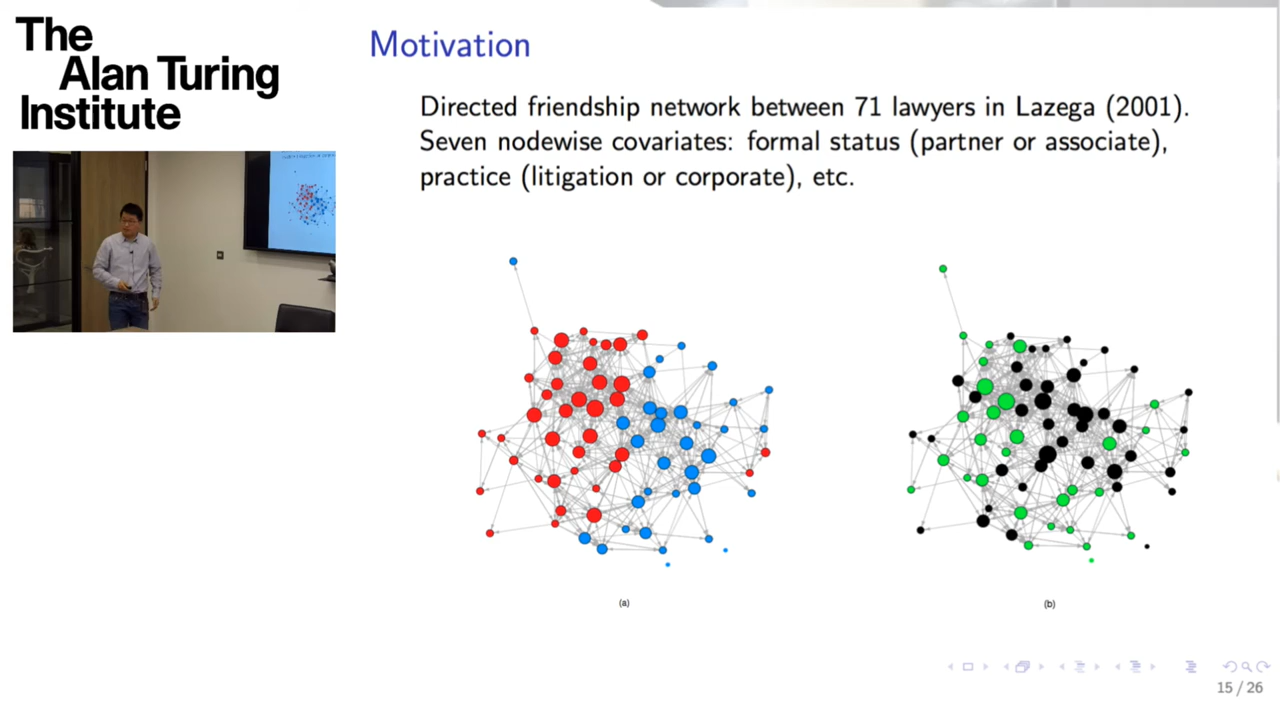 The
Alan Turing
Institute
Motivation
Directed friendship network between 71 lawyers in Lazega (2001).
Seven nodewise covariates: formal status (partner or associate),
practice (litigation or corporate), etc.
(a)
(b)
15 / 26